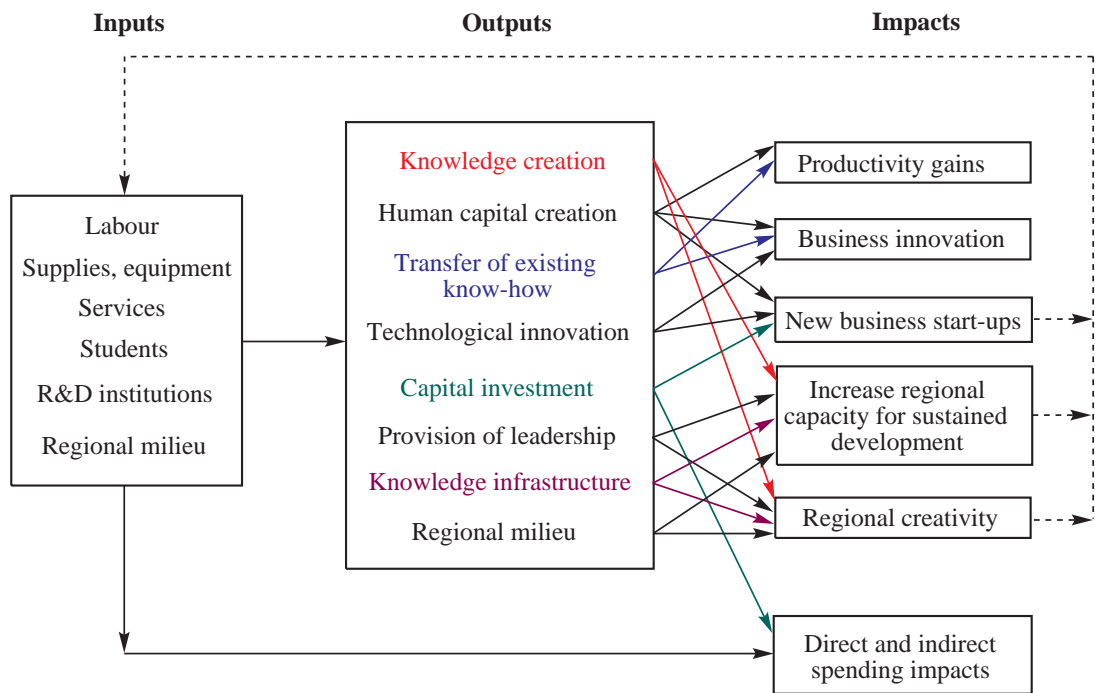 Inputs
Outputs
Impacts
Labour
Supplies, equipment
Services
Students
R&D institutions
Regional milieu
Knowledge creation
Human capital creation
Transfer of existing
know-how
Technological innovation
Capital investment
Provision of leadership
Knowledge infrastructure
Regional milieu
Productivity gains
Business innovation
New business start-ups
Increase regional
capacity for sustained
development
Regional creativity
Direct and indirect
spending impacts